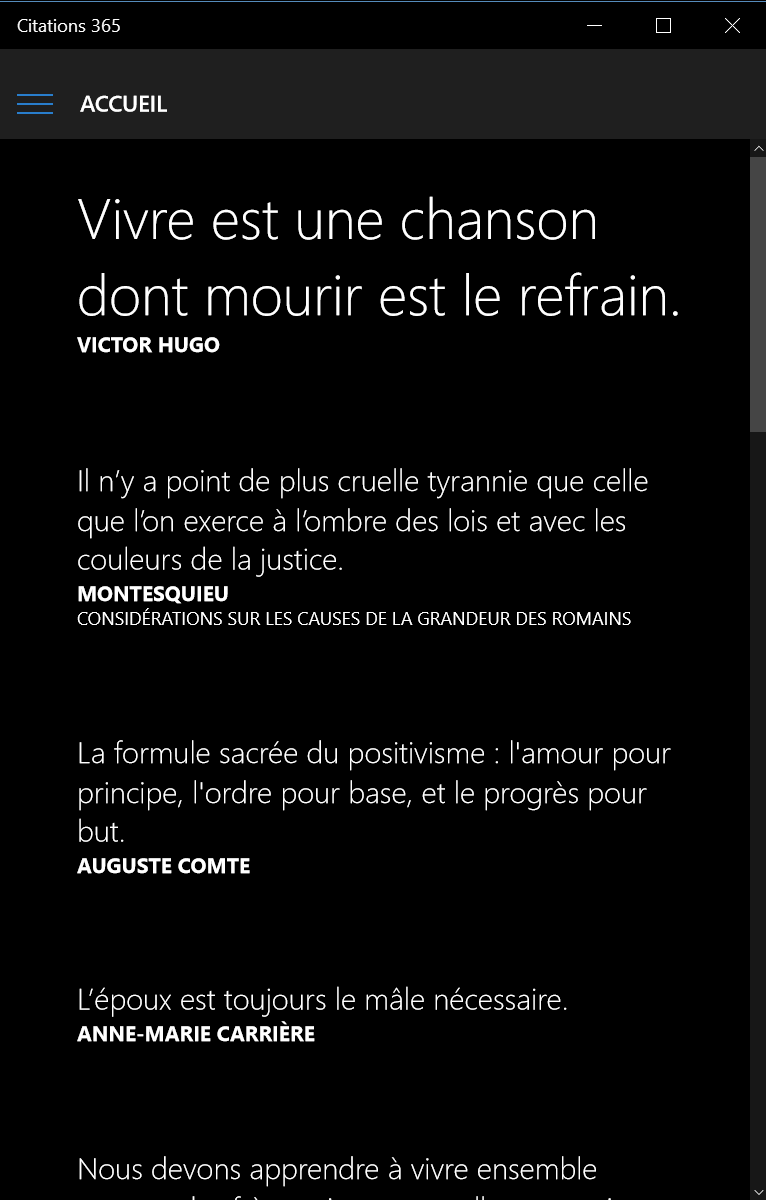 Citations 365
ACCUEIL
Vivre est une chanson
dont mourir est le refrain.
VICTOR HUGO
Il n’y a point de plus cruelle tyrannie que celle
que l’on exerce à l’ombre des lois et avec les
couleurs de la justice.
MONTESQUIEU
CONSIDÉRATIONS SUR LES CAUSES DE LA GRANDEUR DES ROMAINS
La formule sacrée du positivisme : l'amour pour
principe, l'ordre pour base, et le progrès pour
but.
AUGUSTE COMTE
L’époux est toujours le mâle nécessaire.
ANNE-MARIE CARRIÈRE
Nous devons apprendre à vivre ensemble